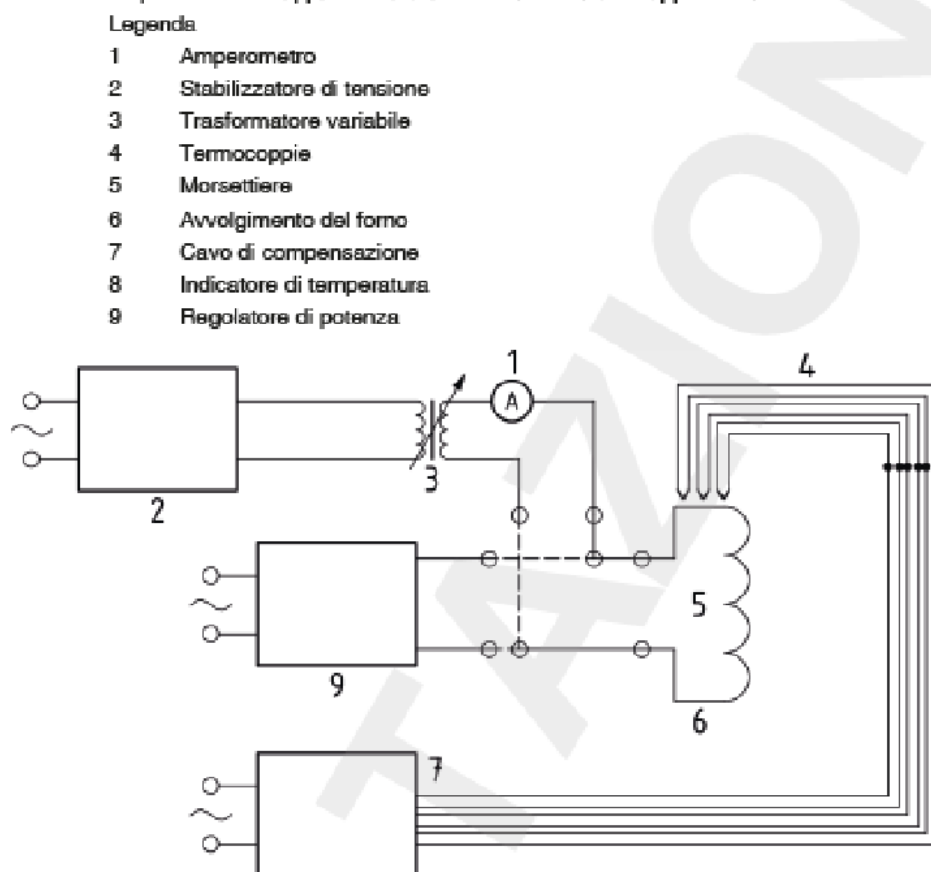 Legenda
1 Amperometro
2 Stabilizzatore di tensione
3 Trasformatore variabile
4 Termocoppie
5 Morsettiere
6 Avvolgimento del forno
7 Cavo di compensazione
8 Indicatore di temperatura
9 Regolatore di potenza
1
4
A
3
2
5
9
6
7
TAZION